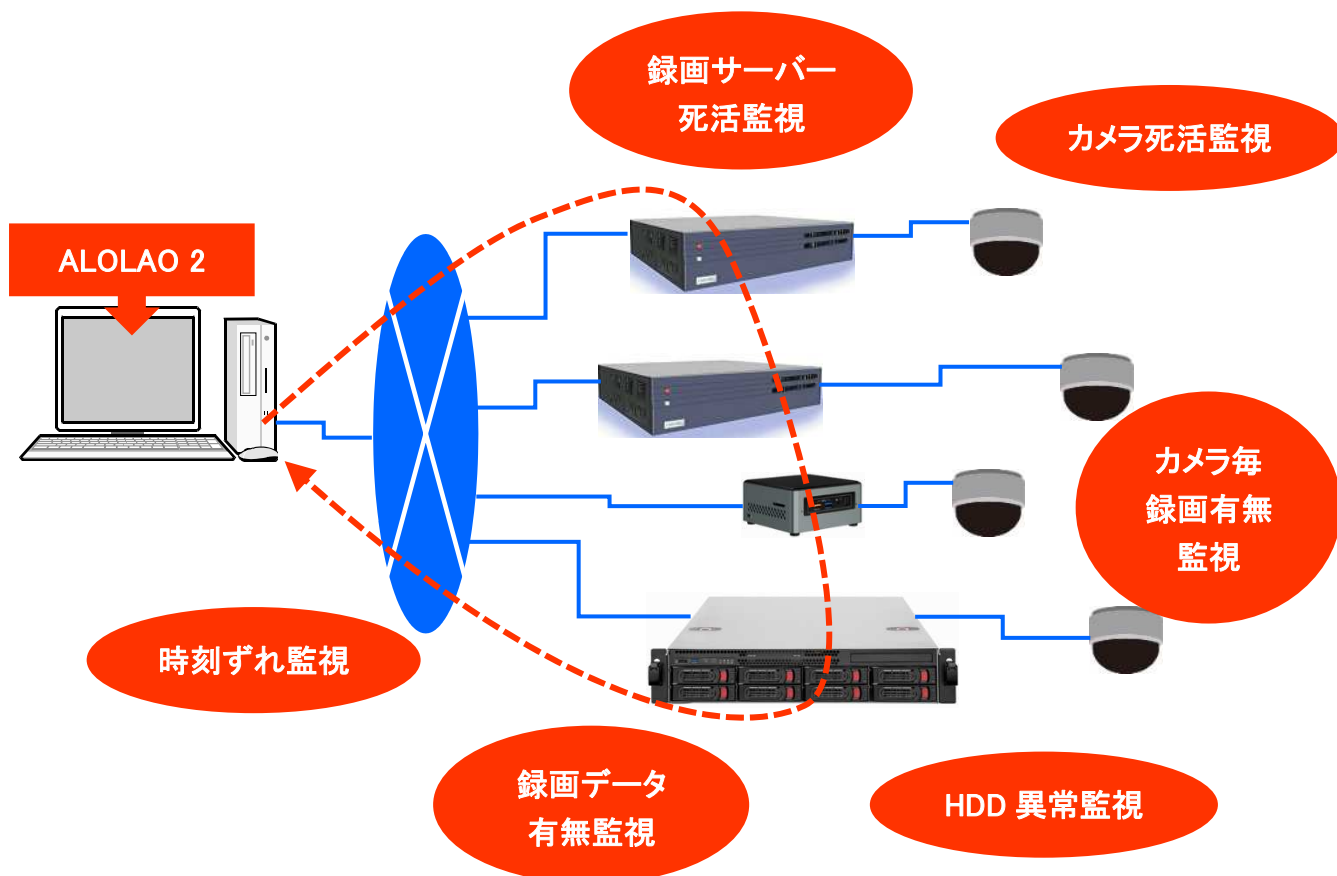 録画サーバー
死活監視
カメラ死活監視
ALOLAO 2
カメラ毎
録画有無
監視
時刻ずれ監視
録画データ
有無監視
HDD 異常監視